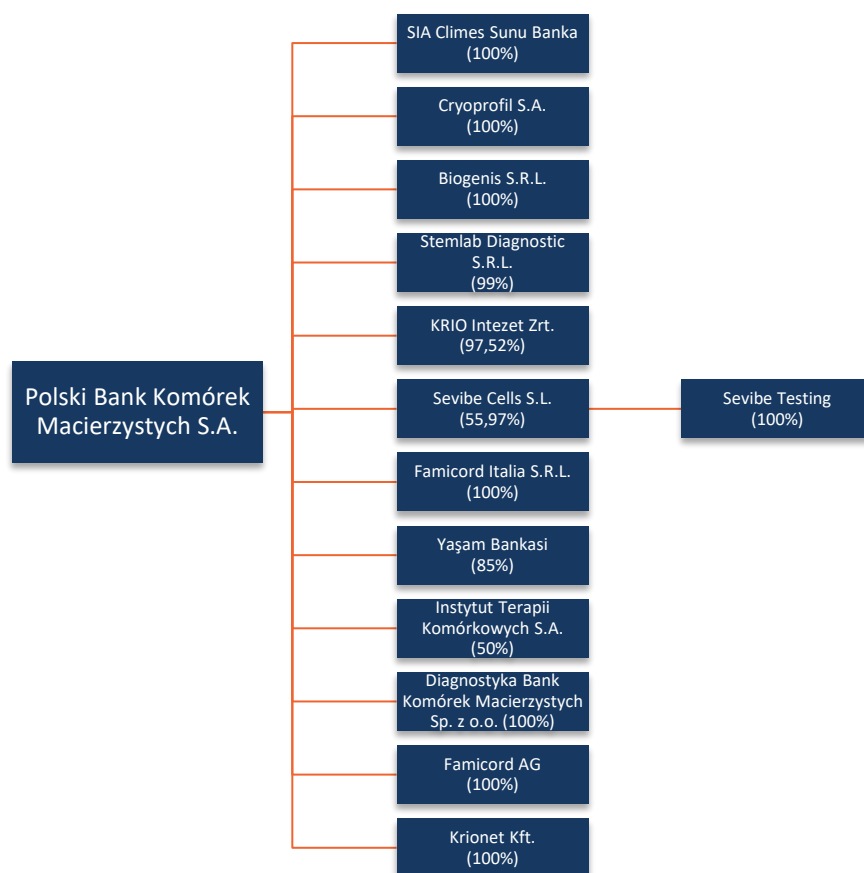 SIA Climes Sunu Banka
(100%)
Cryoprofil S.A.
(100%)
Biogenis S.R.L.
(100%)
Stemlab Diagnostic
S.R.L.
(99%)
KRIO Intezet Zrt.
(97,52%)
Polski Bank Komórek
Macierzystych S.A.
Sevibe Cells S.L.
(55,97%)
Sevibe Testing
(100%)
Famicord Italia S.R.L.
(100%)
Yaşam Bankasi
(85%)
Instytut Terapii
Komórkowych S.A.
(50%)
Diagnostyka Bank
Komórek Macierzystych
Sp. z o.o. (100%)
Famicord AG
(100%)
Krionet Kft.
(100%)